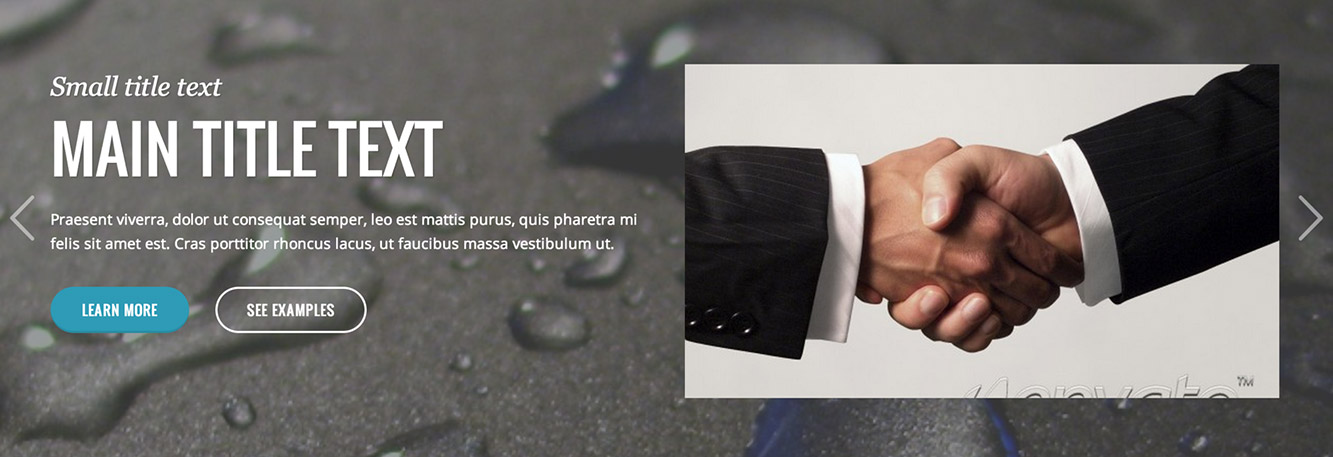 Small title text
MAIN TITLE TEXT
Praesent viverra, dolor ut consequat semper, leo est mattis purus, quis pharetra mi
felis sit amet est. Cras porttitor rhoncus lacus, ut faucibus massa vestibulum ut.
LEARN MORE
SEE EXAMPLES
envato™